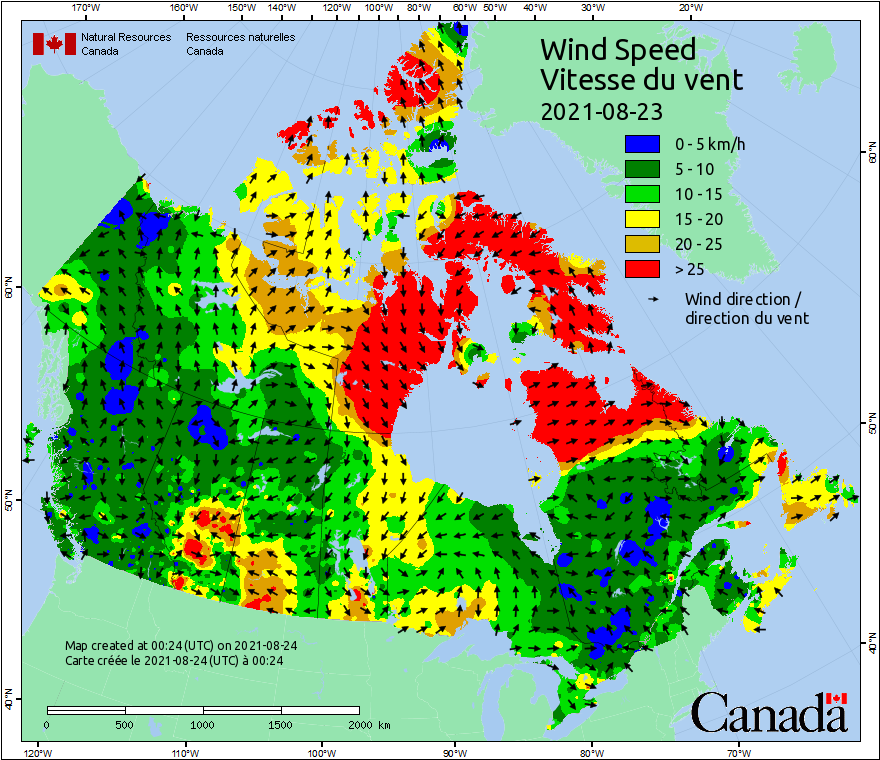 170°W 160°W 150°W 140°W 130°W 120°W 110°W 100°W 90°W 80°W 70°W 60°W 50°W 40°W 30°W 20°W
Natural Resources Ressources naturelles
Canada Canada
Wind Speed
Vitesse du vent
2021-08-23
0 - 5 km/h
5 - 10
10 - 15
15 - 20
20 - 25
> 25
Wind direction /
direction du vent
60°N
60°N
50°N
50°N
40°N
40°N
Map created at 00:24 (UTC) on 2021-08-24
Carte créée le 2021-08-24 (UTC) à 00:24
0 500 1000 1500 2000 km
Canada
120°W 110°W 100°W 90°W 80°W 70°W